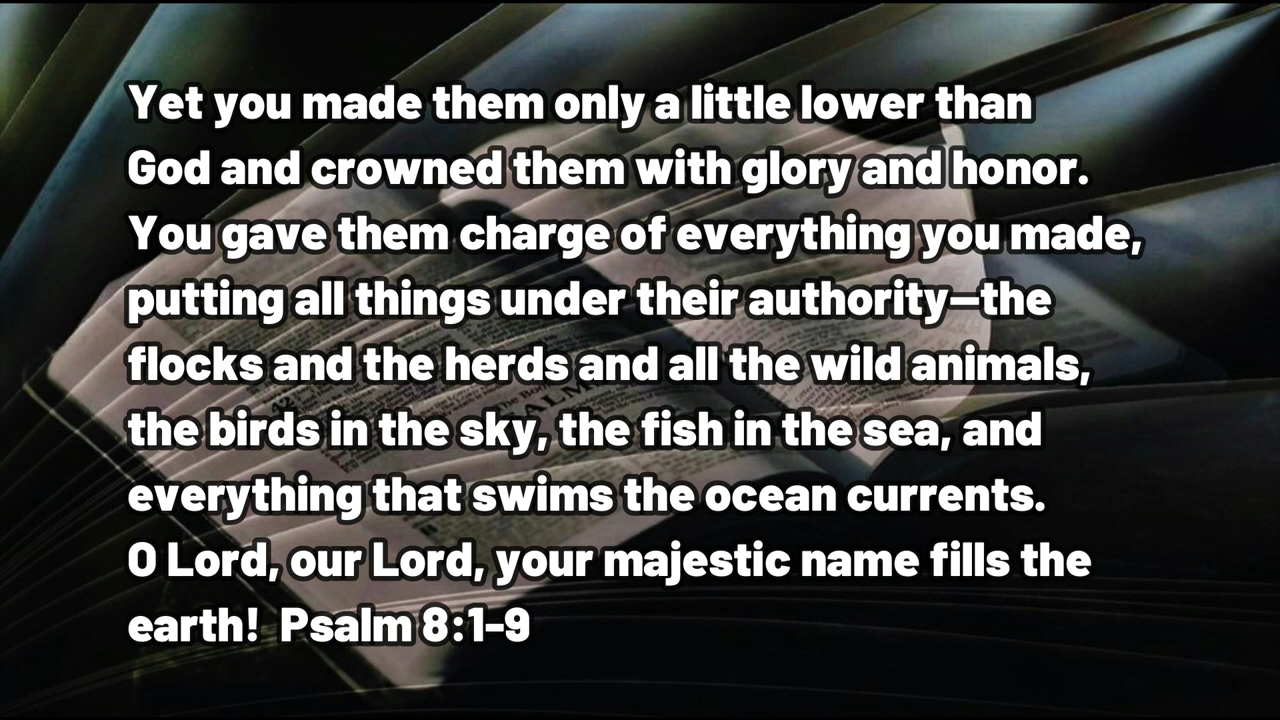 Yet you made them only a little lower than
God and crowned them with glory and honor.
You gave them charge of everything you made,
putting all things under their authority—the
flocks and the herds and all the wild animals,
the birds in the sky, the fish in the sea, and
everything that swims the ocean currents.
O Lord, our Lord, your majestic name fills the
earth!  Psalm 8:1-9